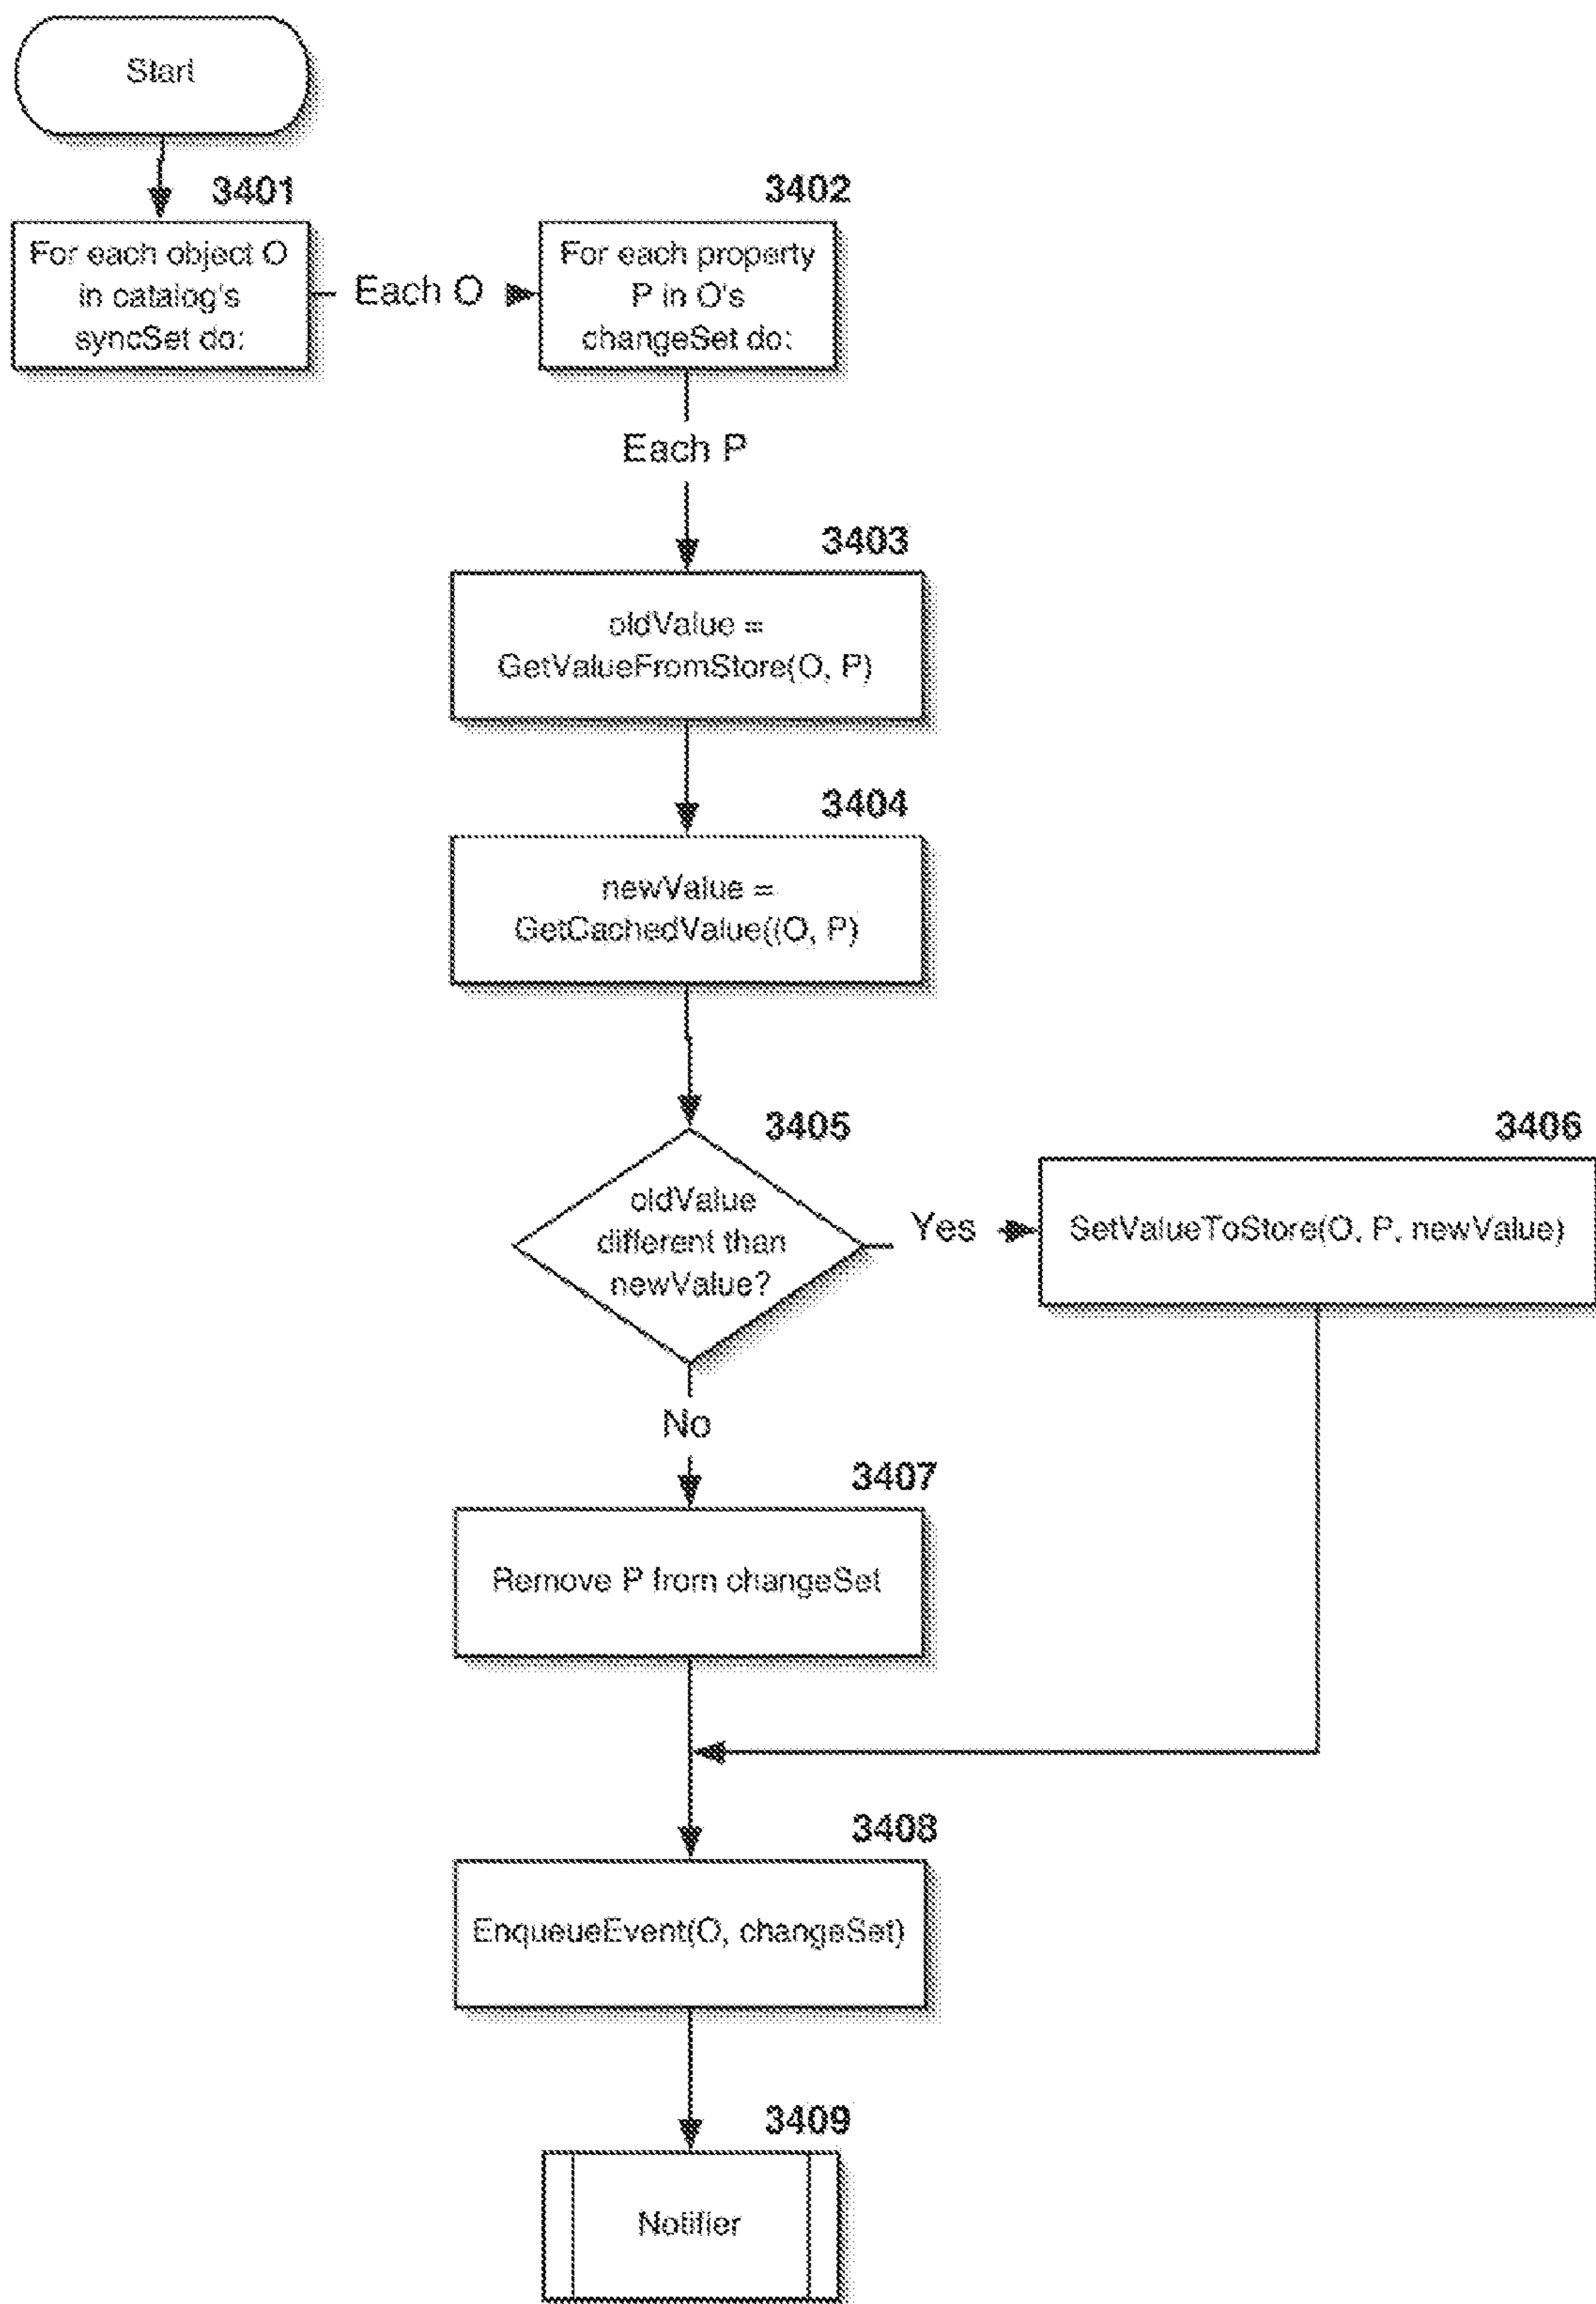 Start
3401
For each object O
in catalog's
syncSet do:
Each O
3402
For each property
P in O's
changeSet do:
Each P
3403
oldValue =
GetValueFromStore(O, P)
3404
newValue =
GetCachedValue((O, P)
3405
oldValue
different than
newValue?
Yes
3406
SetValueToStore(O, P, newValue)
No
3407
Remove P from changeSet
3408
EnqueueEvent(O, changeSet)
3409
Notifier